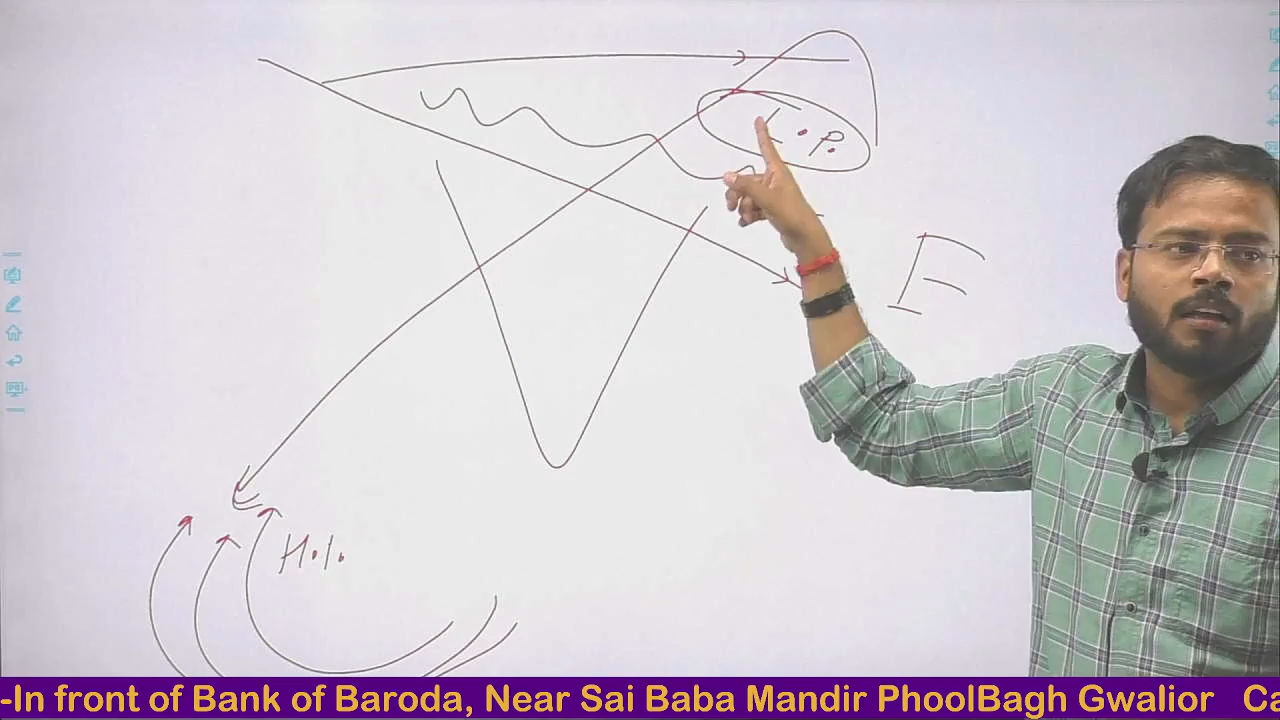 L.P.
E
H.l.
-In front of Bank of Baroda, Near Sai Baba Mandir PhoolBagh Gwalior Ca